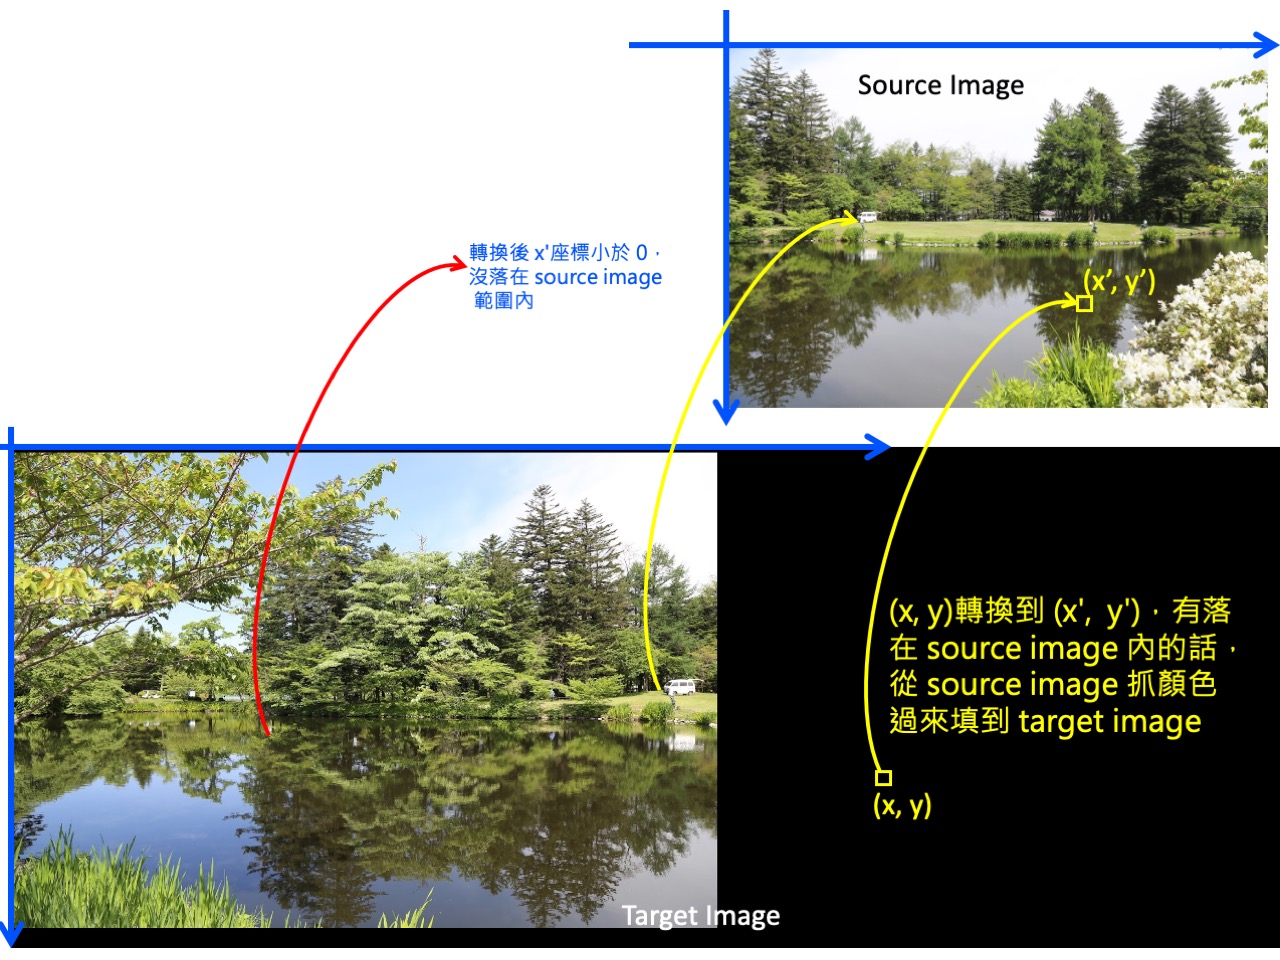 Source Image
轉換後 x'座標小於 0，
沒落在 source image
範圍內
(x’, y’)
(x, y)轉換到 (x', y')，有落
在 source image 內的話，
從 source image 抓顏色
過來填到 target image
(x, y)
Target Image